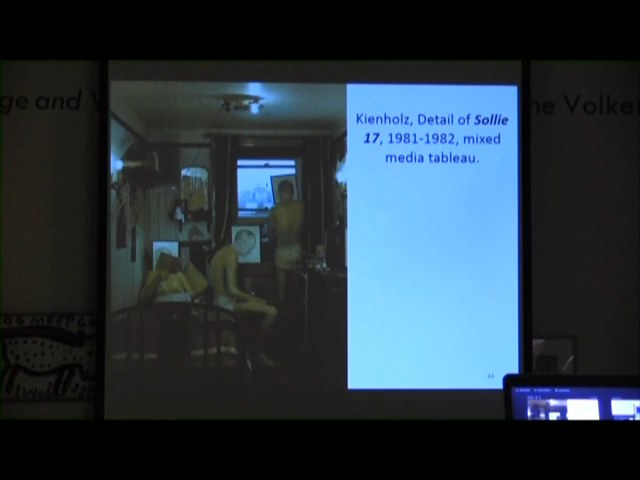 ge and V
he Volke
Kienholz, Detail of Sollie
17, 1981-1982, mixed
media tableau.